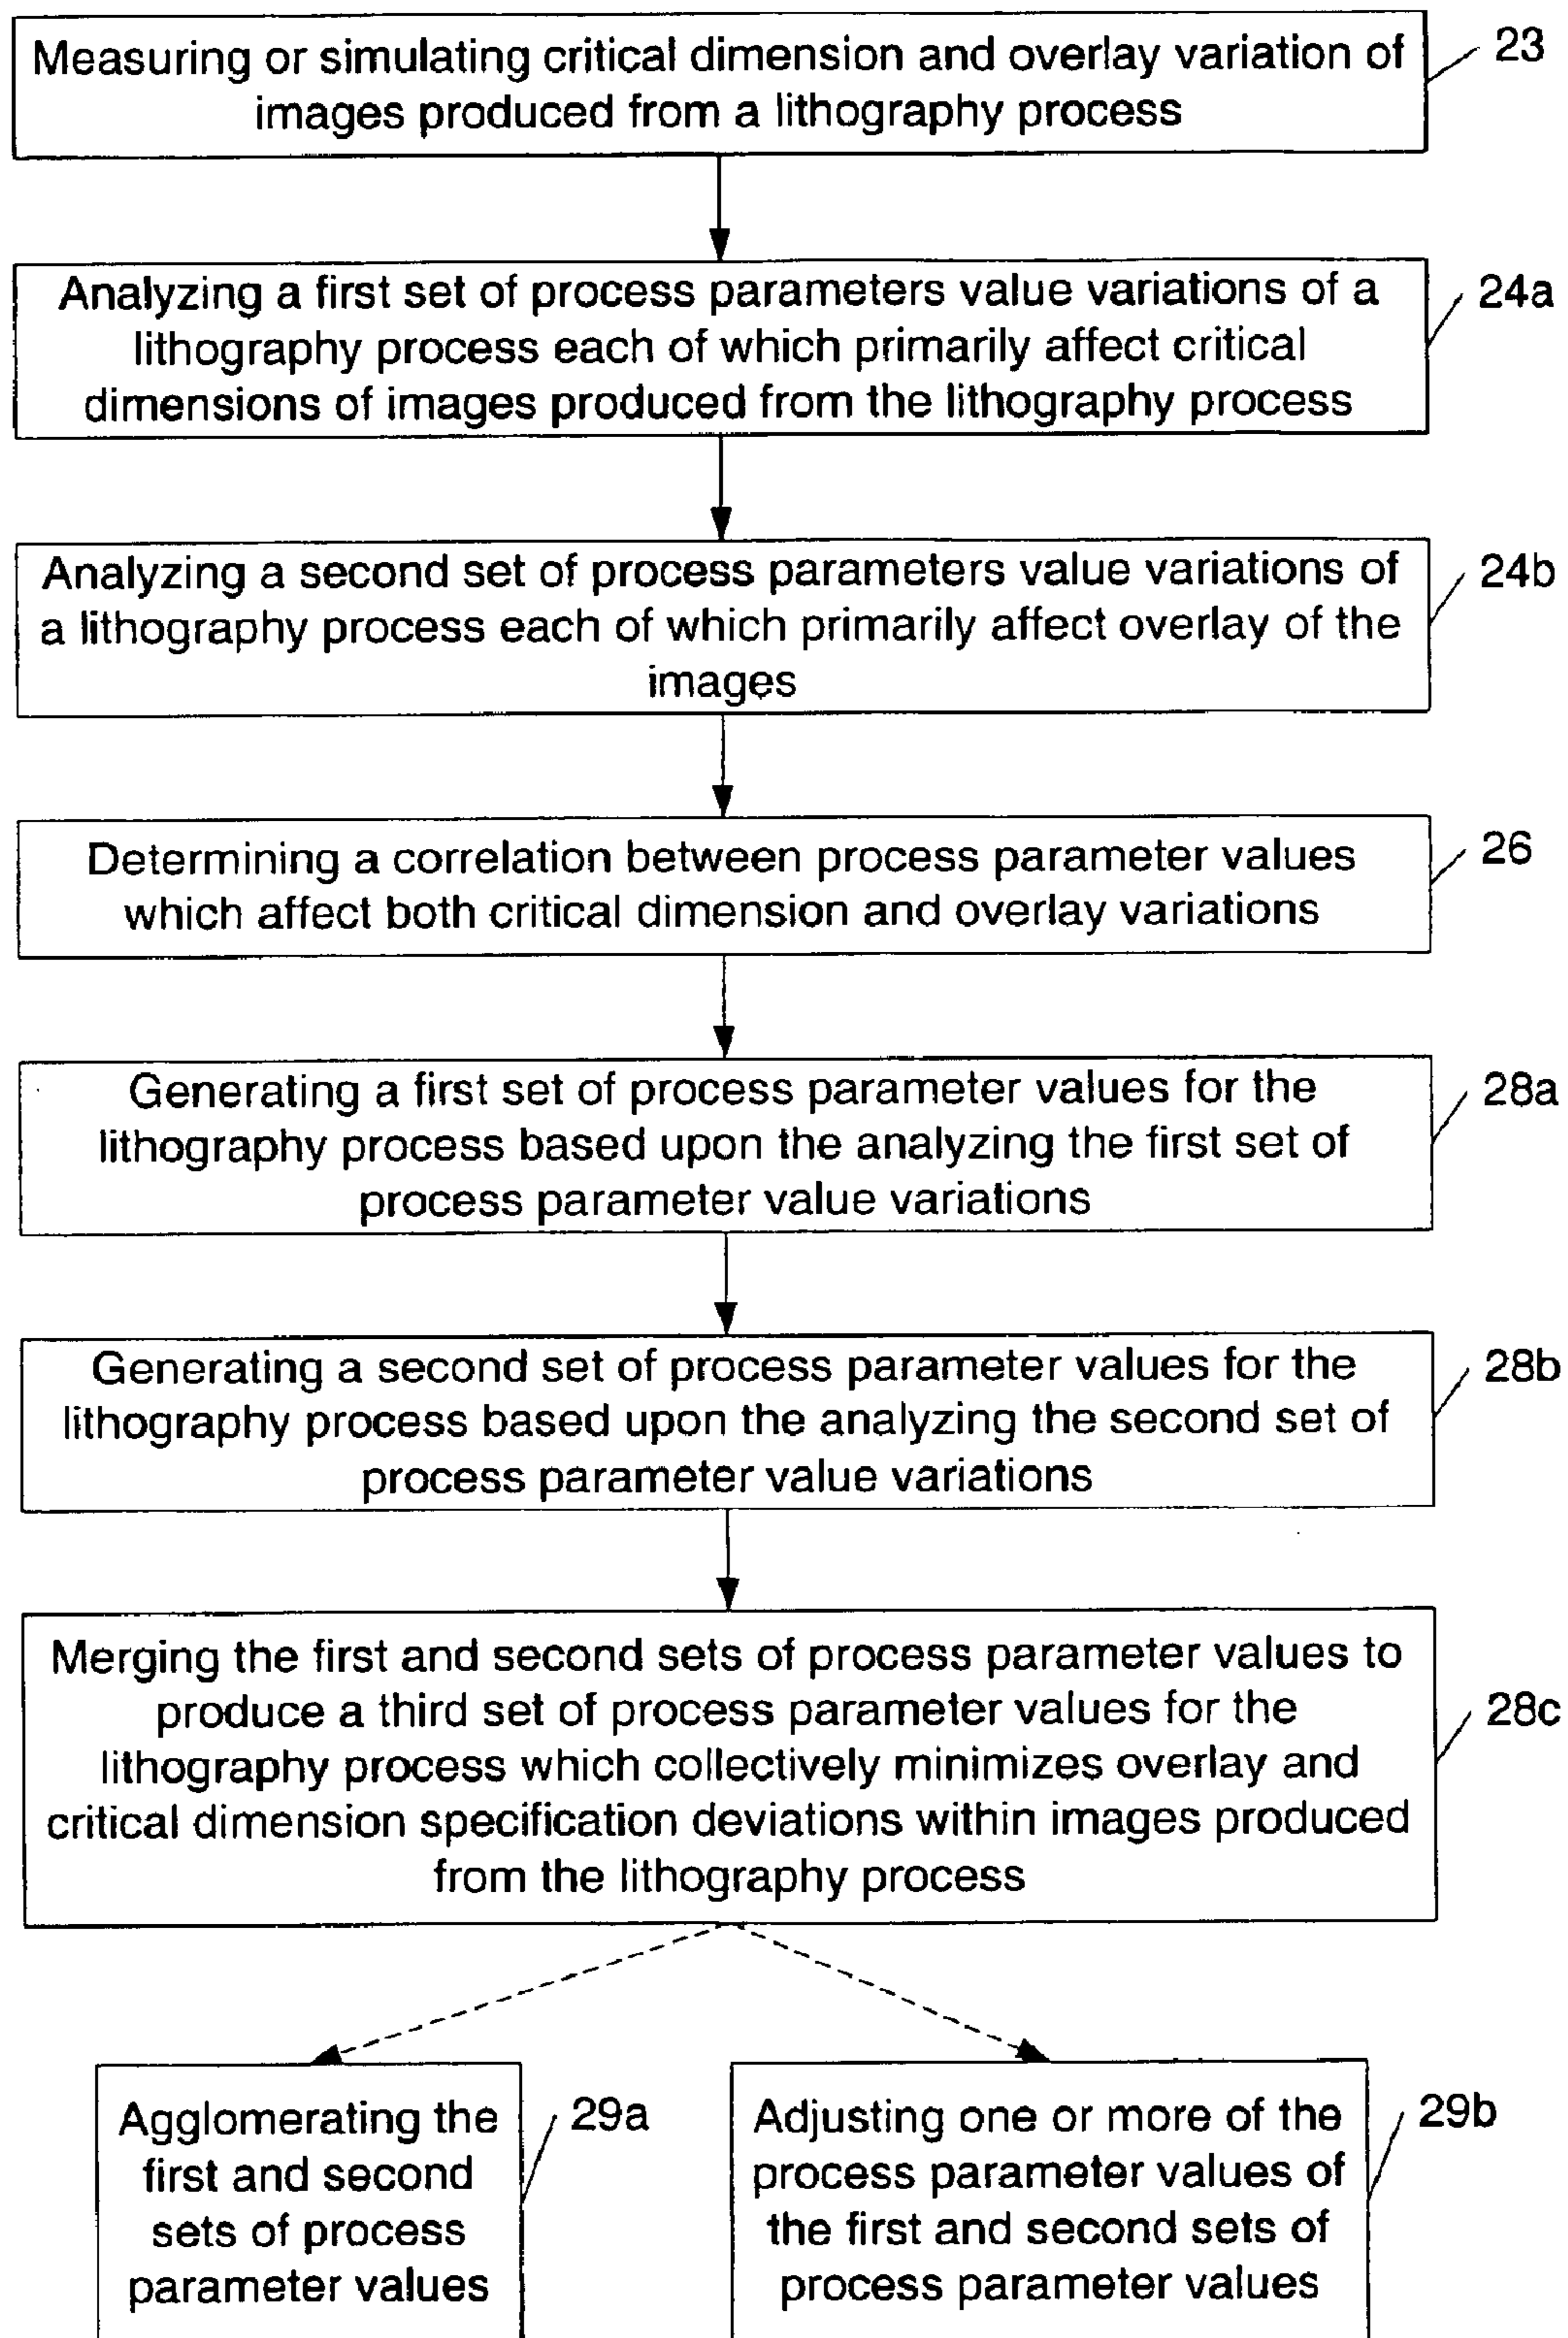 Measuring or simulating critical dimension and overlay variation of
images produced from a lithography process
23
Analyzing a first set of process parameters value variations of a
lithography process each of which primarily affect critical
dimensions of images produced from the lithography process
24a
Analyzing a second set of process parameters value variations of
a lithography process each of which primarily affect overlay of the
images
24b
Determining a correlation between process parameter values
which affect both critical dimension and overlay variations
26
Generating a first set of process parameter values for the
lithography process based upon the analyzing the first set of
process parameter value variations
28a
Generating a second set of process parameter values for the
lithography process based upon the analyzing the second set of
process parameter value variations
28b
Merging the first and second sets of process parameter values to
produce a third set of process parameter values for the
lithography process which collectively minimizes overlay and
critical dimension specification deviations within images produced
from the lithography process
28c
Agglomerating the
first and second
sets of process
parameter values
29a
Adjusting one or more of the
process parameter values of
the first and second sets of
process parameter values
29b